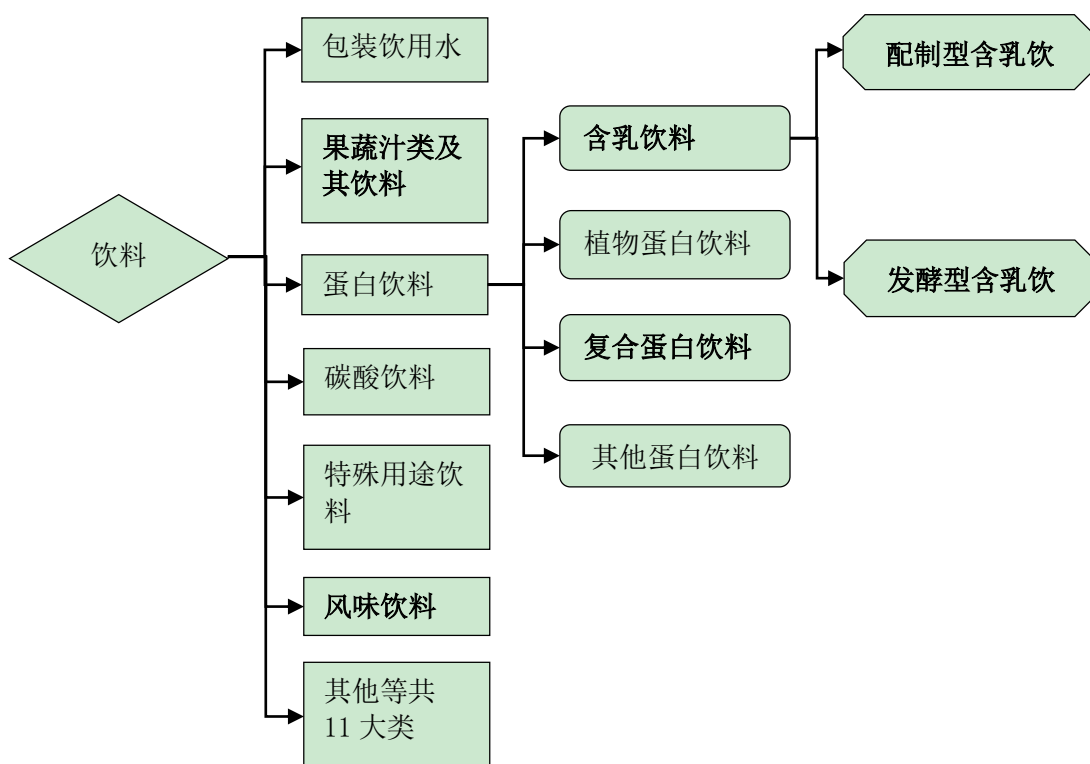 饮料
包装饮用水
果蔬汁类及
其饮料
蛋白饮料
碳酸饮料
特殊用途饮
料
风味饮料
其他等共
11 大类
含乳饮料
植物蛋白饮料
复合蛋白饮料
其他蛋白饮料
配制型含乳饮
发酵型含乳饮